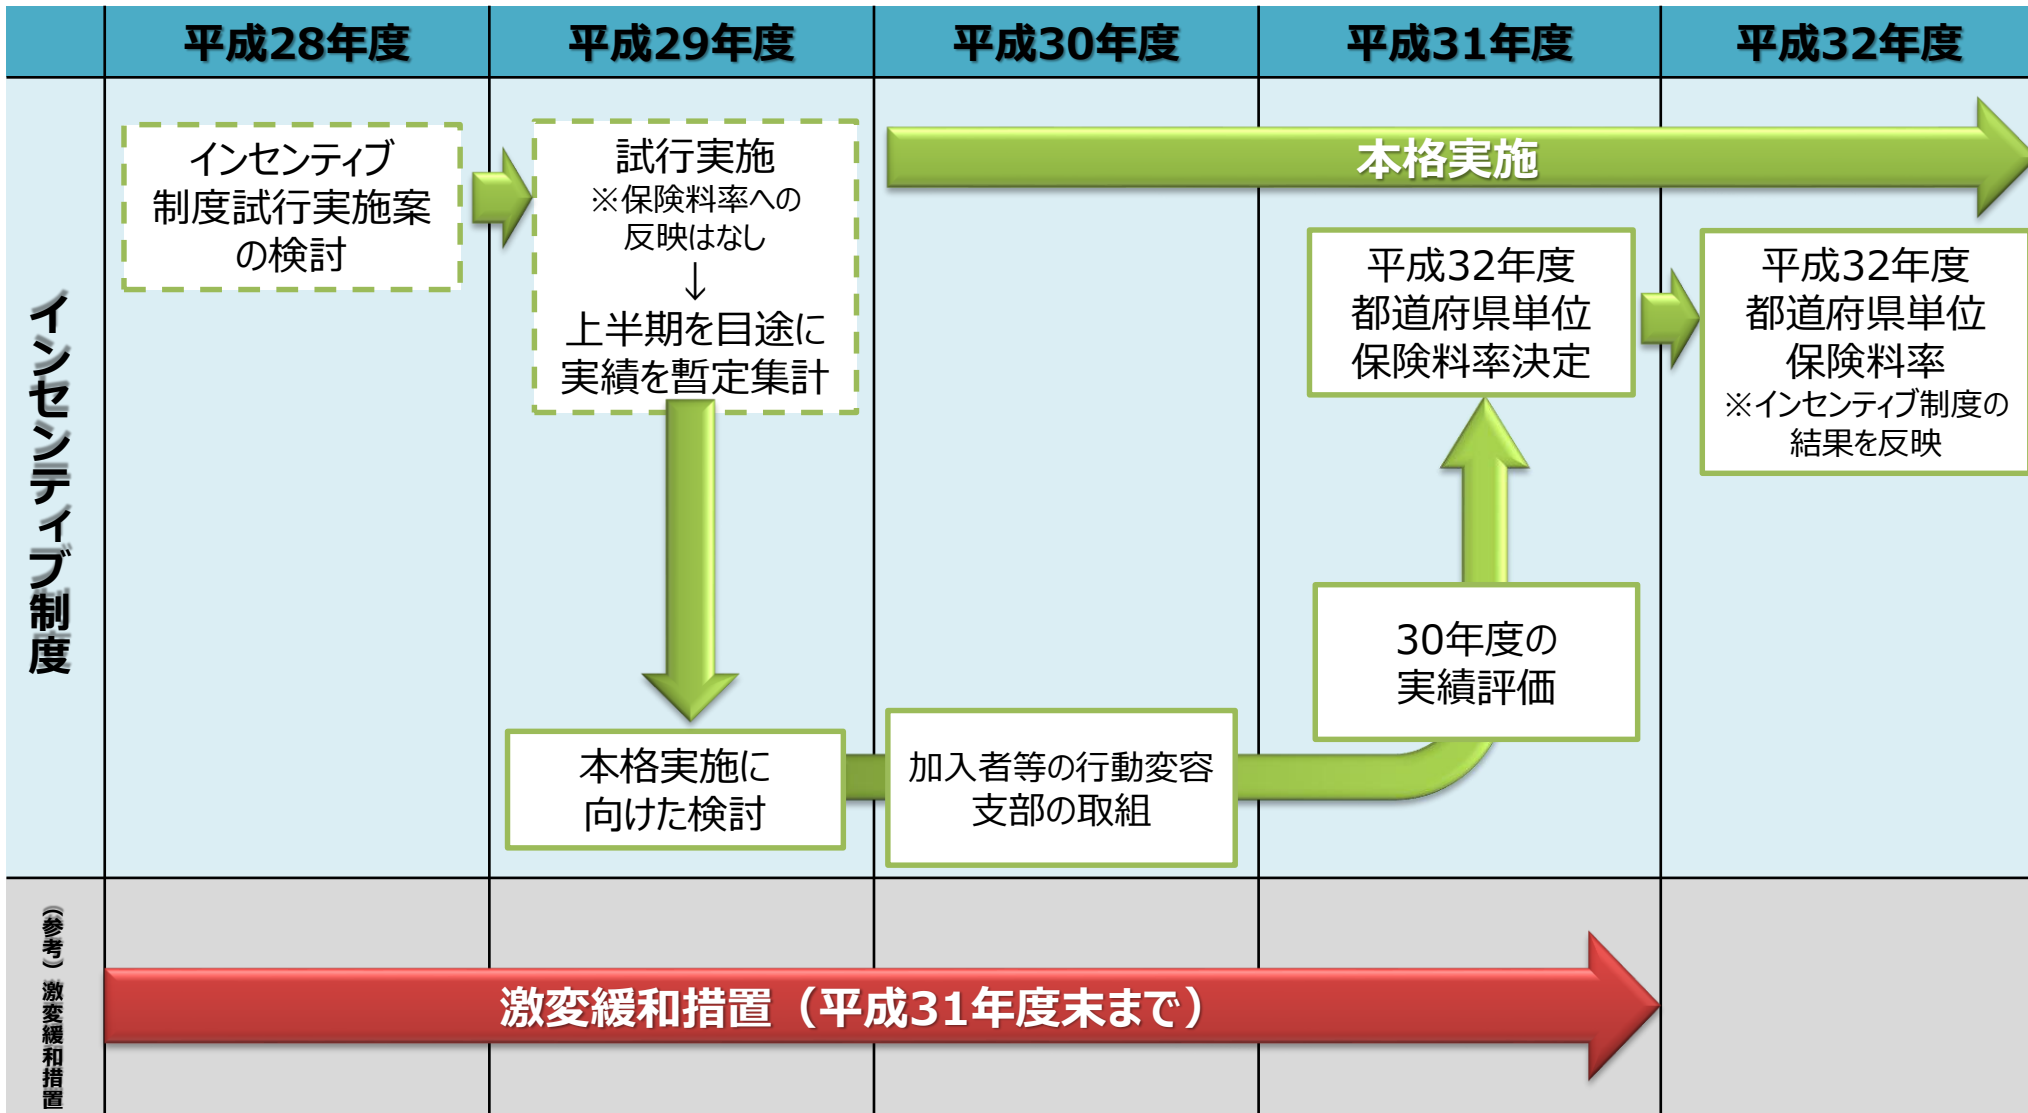 平成28年度
平成29年度
平成30年度
平成31年度
平成32年度
インセンティブ制度
インセンティブ
制度試行実施案
の検討
試行実施
※保険料率への
反映はなし
↓
上半期を目途に
実績を暫定集計
本格実施に
向けた検討
本格実施
加入者等の行動変容
支部の取組
平成32年度
都道府県単位
保険料率決定
30年度の
実績評価
平成32年度
都道府県単位
保険料率
※インセンティブ制度の
結果を反映
（参考）激変緩和措置
激変緩和措置（平成31年度末まで）